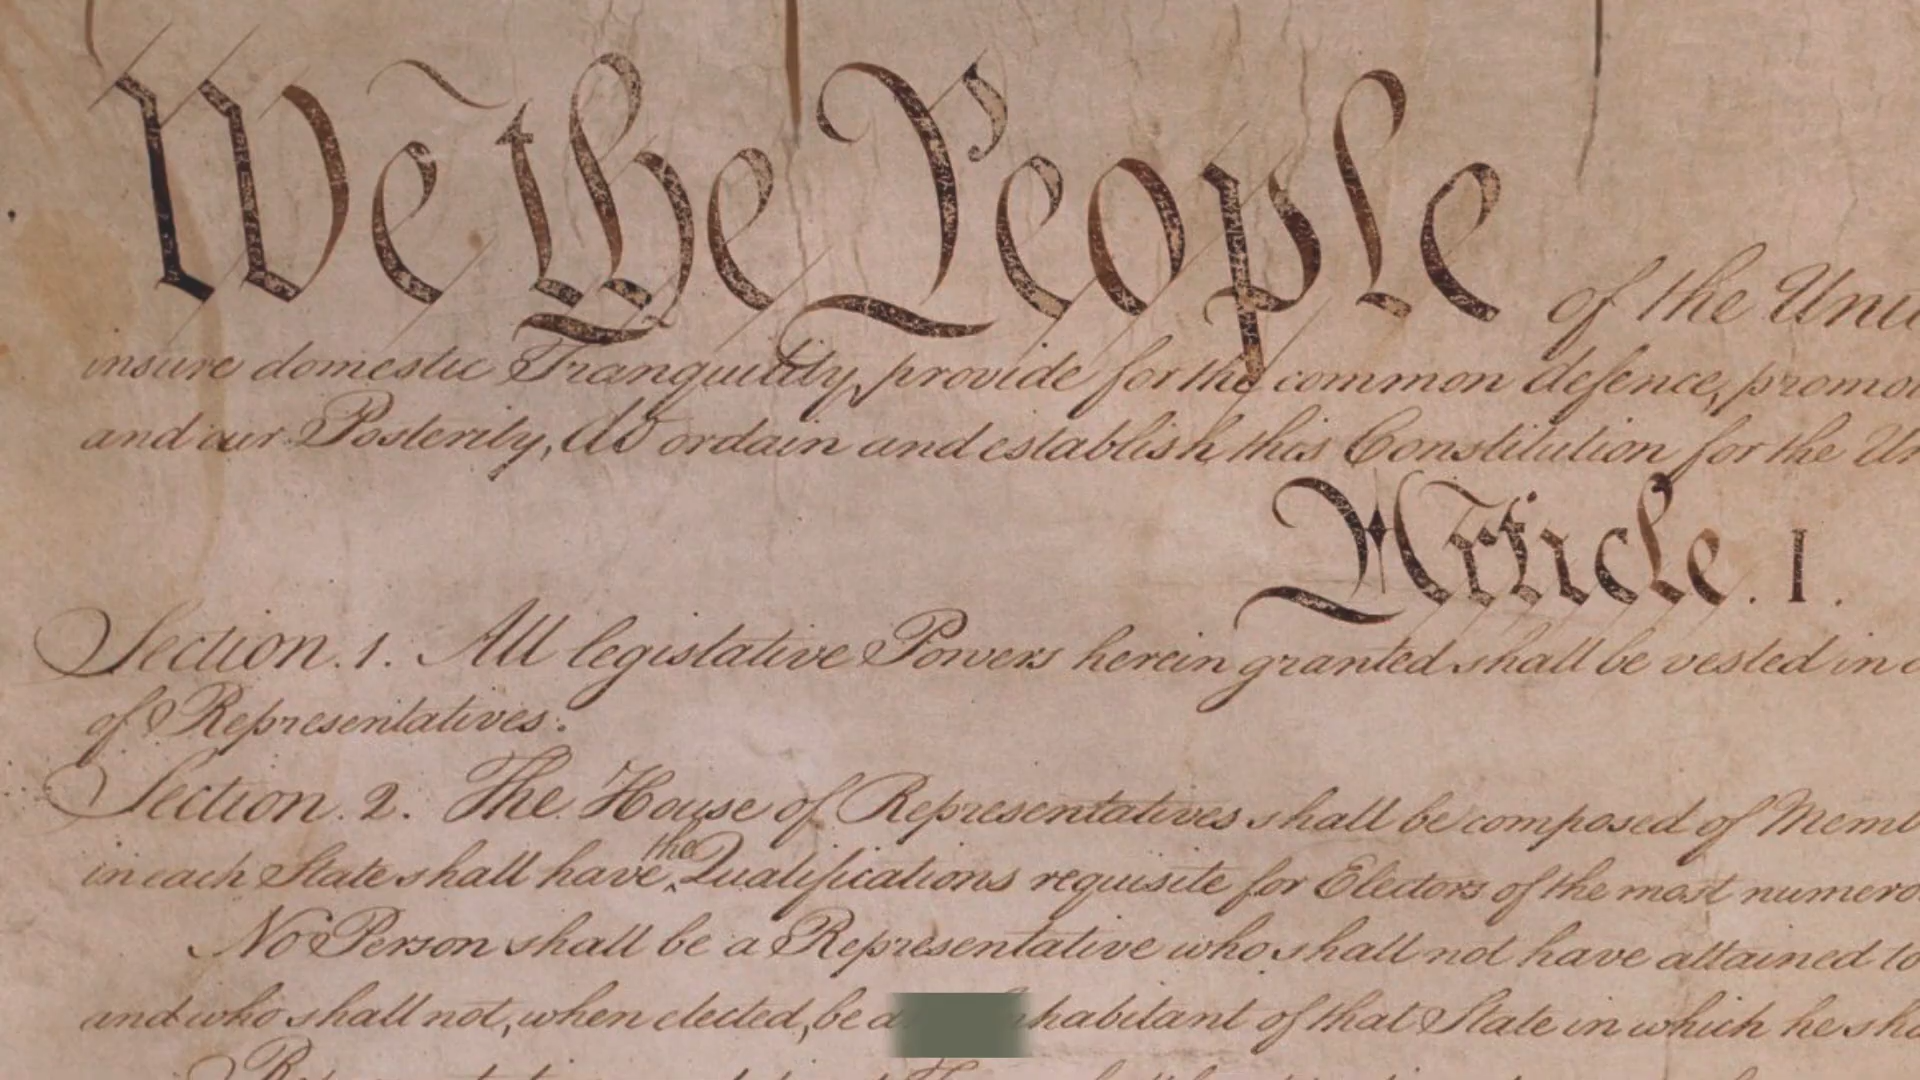 We the People of the Uni
insure domestic Tranquility, provide for the common defence, promo
and our Posterity, do ordain and establish this Constitution for the Un
Article. I.
Section. 1. All legislative Powers herein granted shall be vested in a
of Representatives.
Section. 2. The House of Representatives shall be composed of Memb
in each State shall have the Qualifications requisite for Electors of the most numero
No Person shall be a Representative who shall not have attained to
and who shall not, when elected, be a habitant of that State in which he sha